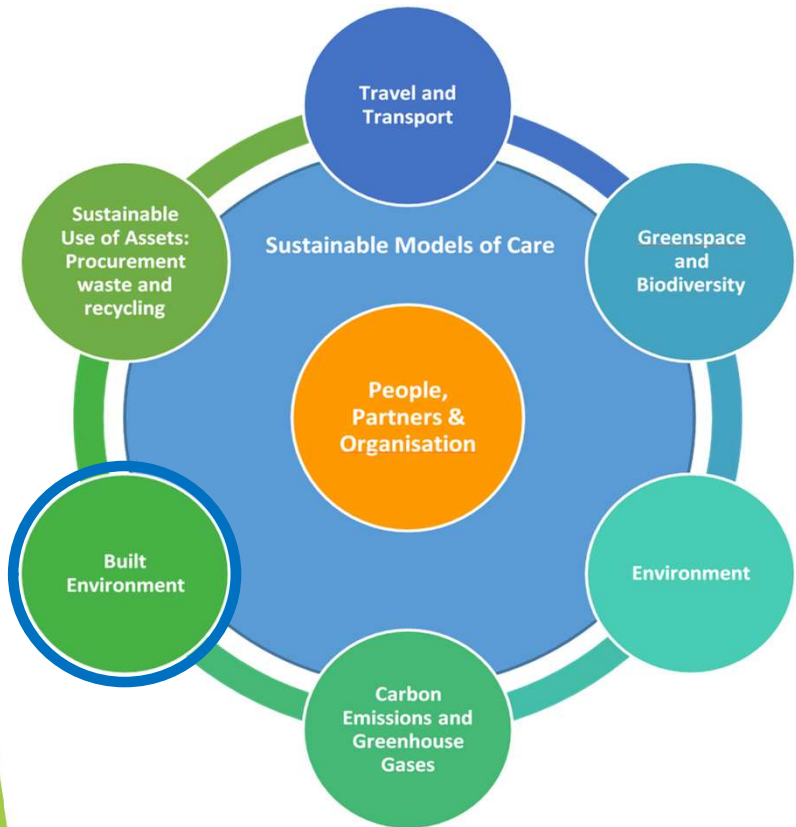 Travel and
Transport
Sustainable
Use of Assets:
Procurement
waste and
recycling
Sustainable Models of Care
Greenspace
and
Biodiversity
People,
Partners &
Organisation
Built
Environment
Environment
Carbon
Emissions and
Greenhouse
Gases